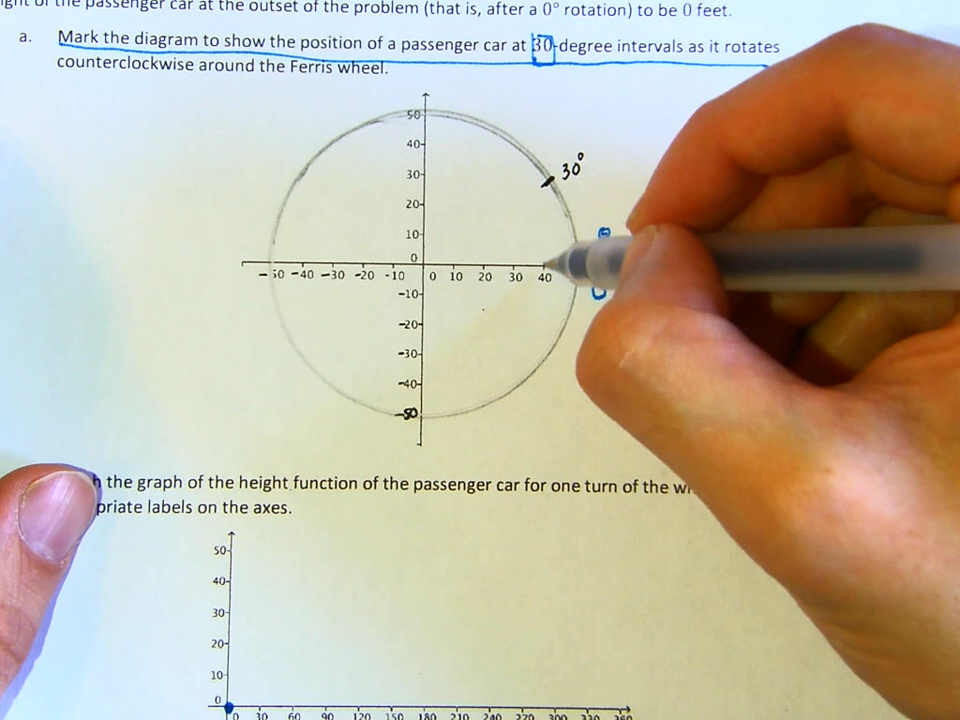 of the passenger car at the outset of the problem (that is, after a 0° rotation) to be 0 feet.
a. Mark the diagram to show the position of a passenger car at 30-degree intervals as it rotates
counterclockwise around the Ferris wheel.
50
40
30
30°
20
10
0
-50 -40 -30 -20 -10 0 10 20 30 40
-10
-20
-30
-40
-50
the graph of the height function of the passenger car for one turn of the
priate labels on the axes.
50
40
30
20
10
0
0 30 60 90 120 150 180 210 240 270 300 330 360